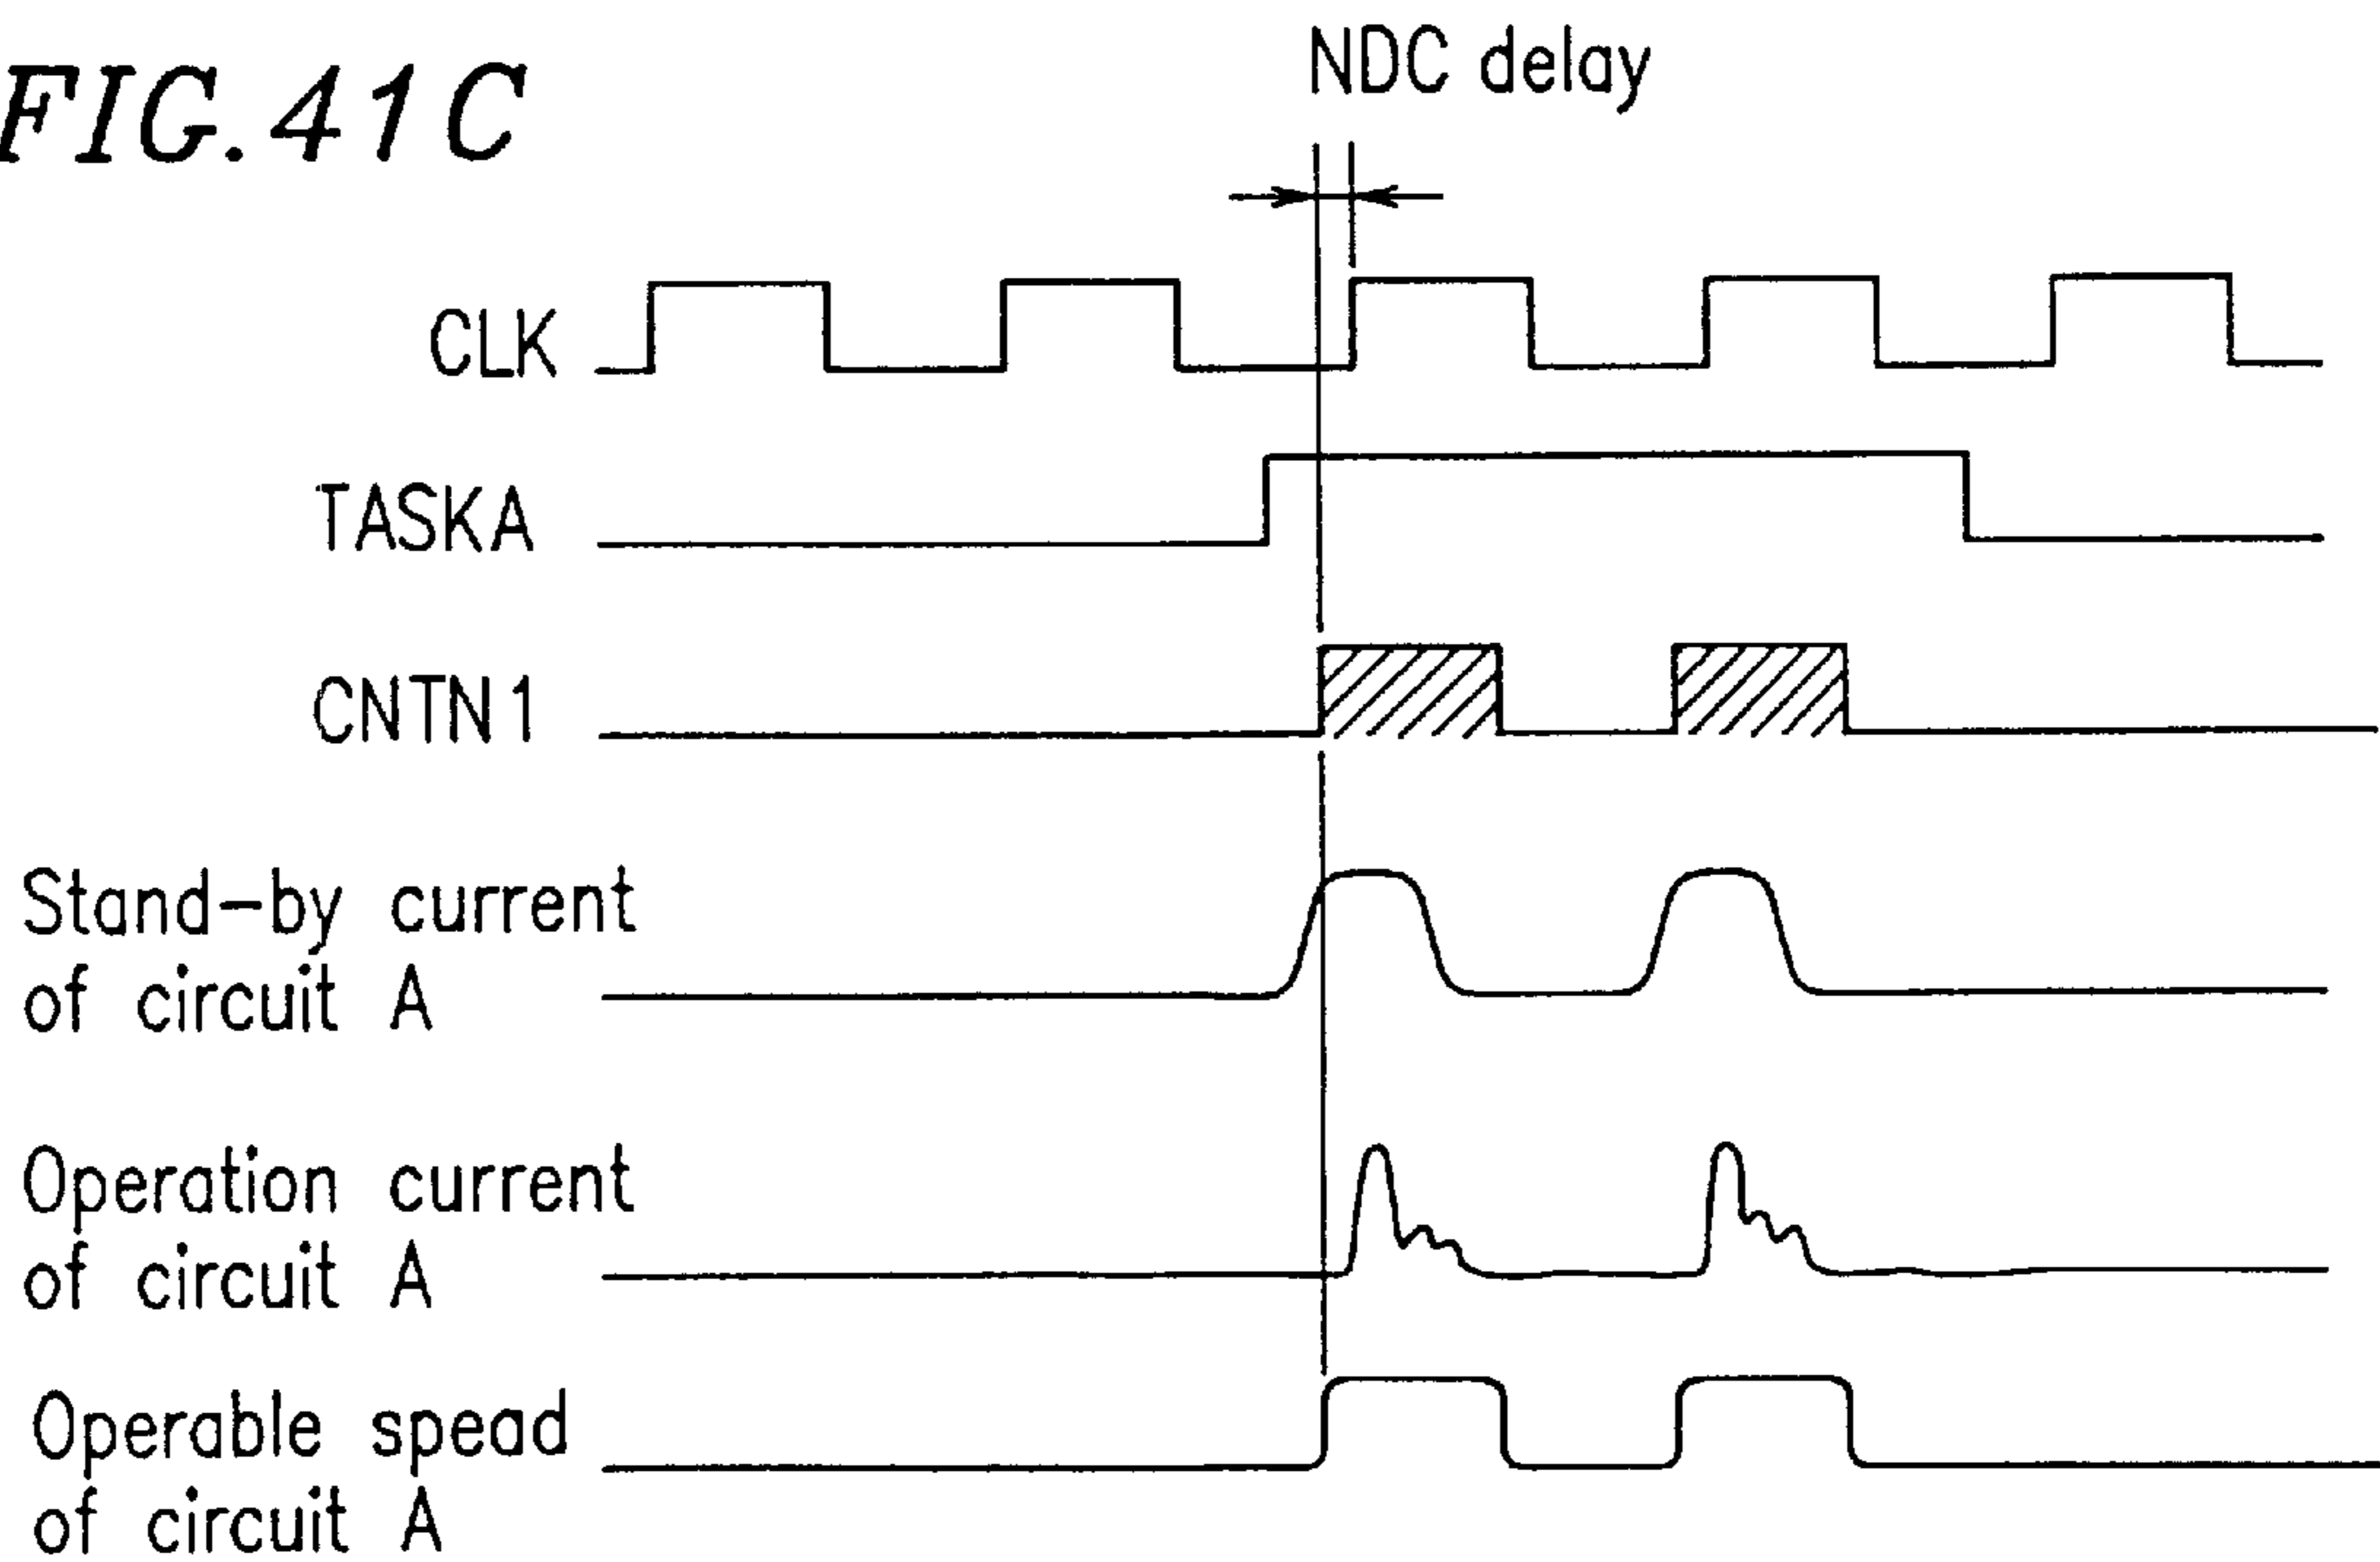 FIG. 41C
NDC delay
CLK
TASKA
CNTN1
Stand-by current
of circuit A
Operation current
of circuit A
Operable spead
of circuit A